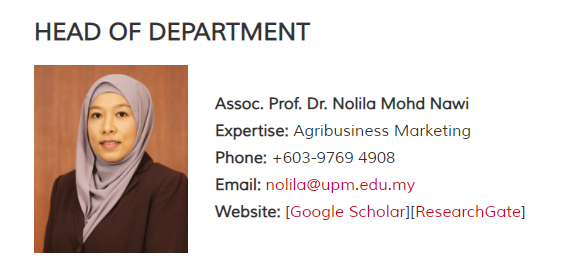 HEAD OF DEPARTMENT
Assoc. Prof. Dr. Nolila Mohd Nawi
Expertise: Agribusiness Marketing
Phone: +603-9769 4908
Email: nolila@upm.edu.my
Website: [Google Scholar][ResearchGate]